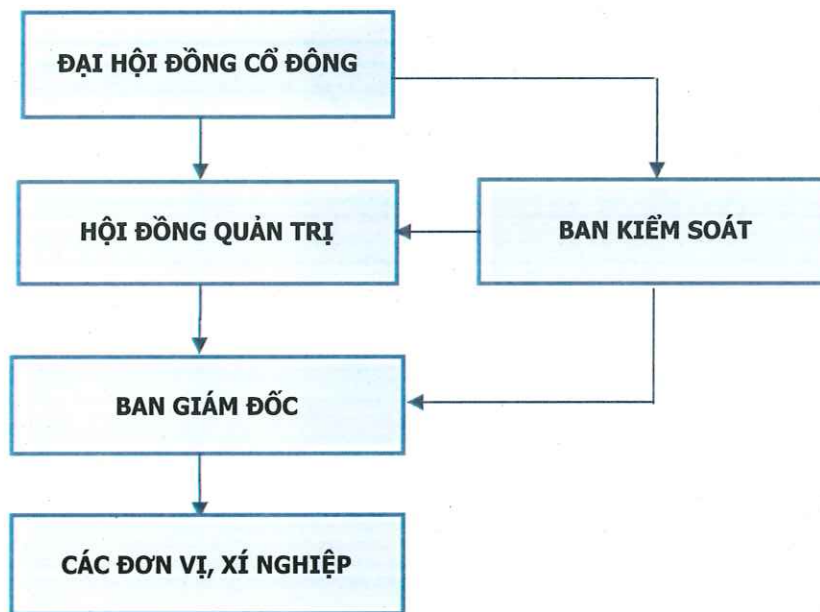 ĐẠI HỘI ĐỒNG CỔ ĐÔNG
HỘI ĐỒNG QUẢN TRỊ
BAN KIỂM SOÁT
BAN GIÁM ĐỐC
CÁC ĐƠN VỊ, XÍ NGHIỆP